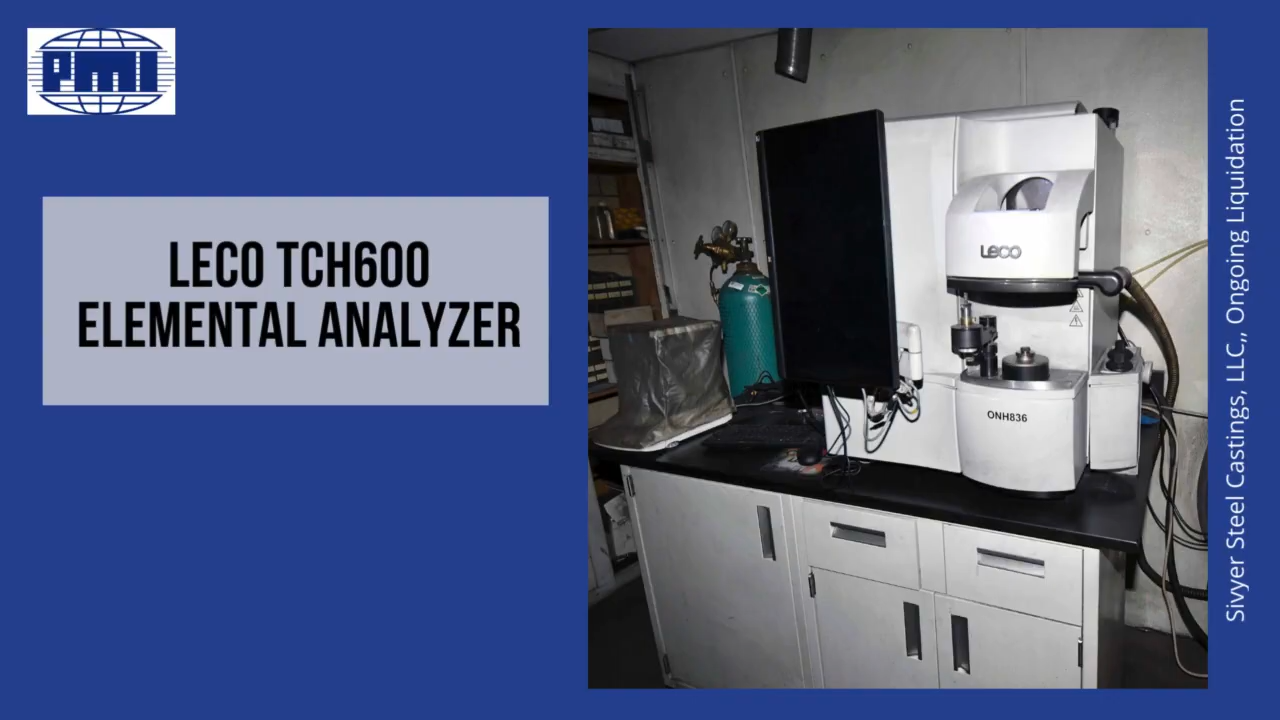 PMI
LECO TCH600
ELEMENTAL ANALYZER
LECO
ONH836
Sivyer Steel Castings, LLC,, Ongoing Liquidation